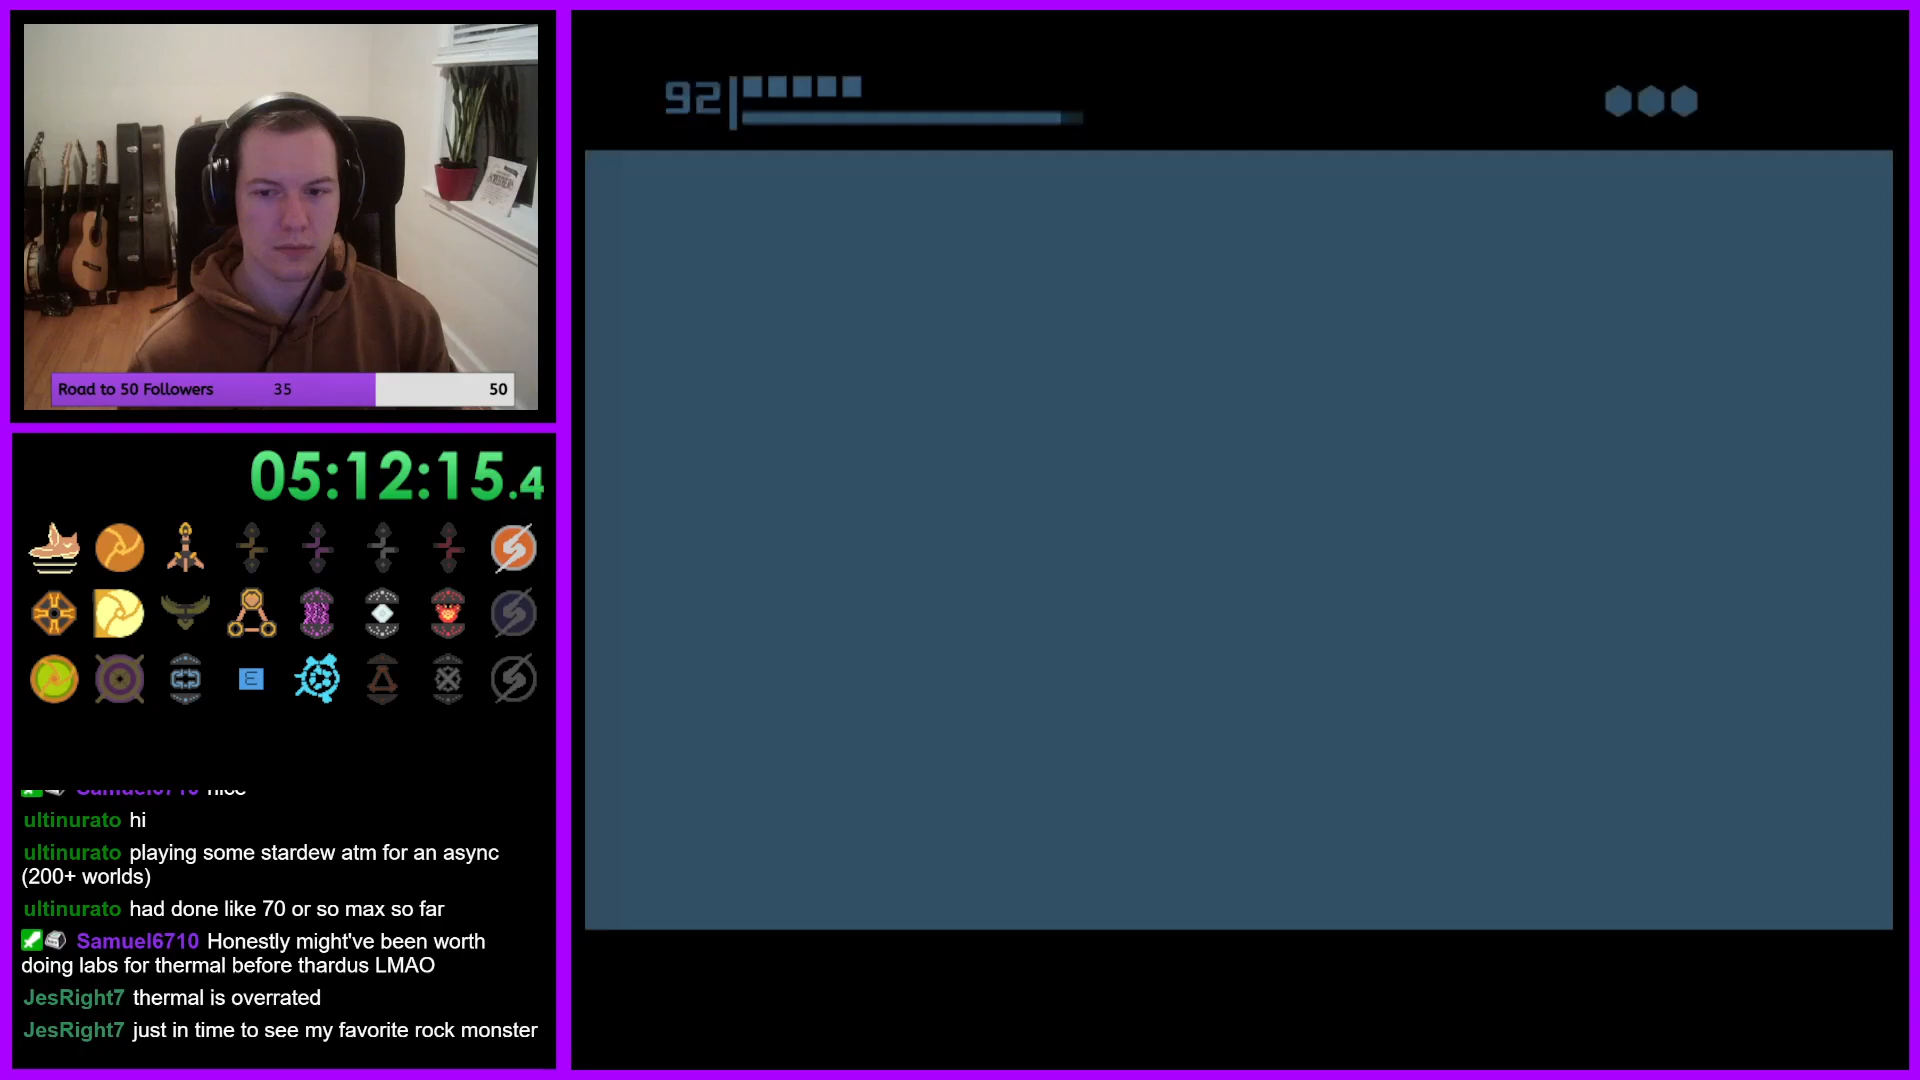 92
Road to 50 Followers 35 50
05:12:15.4
Samuel6710 nice
ultinurato hi
ultinurato playing some stardew atm for an async
(200+ worlds)
ultinurato had done like 70 or so max so far
Samuel6710 Honestly might've been worth
doing labs for thermal before thardus LMAO
JesRight7 thermal is overrated
JesRight7 just in time to see my favorite rock monster